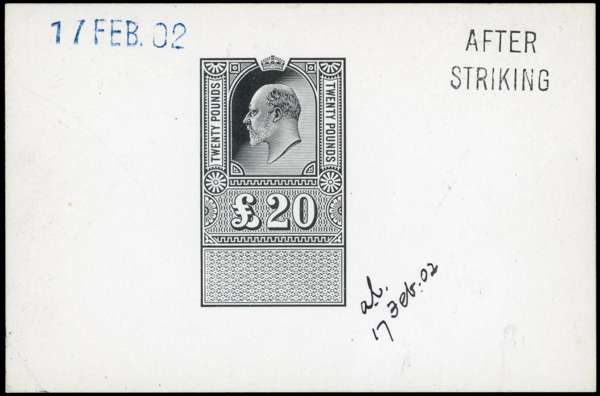 17 FEB. 02
AFTER
STRIKING
TWENTY POUNDS
TWENTY POUNDS
£20
a.l.
17 Feb: 02